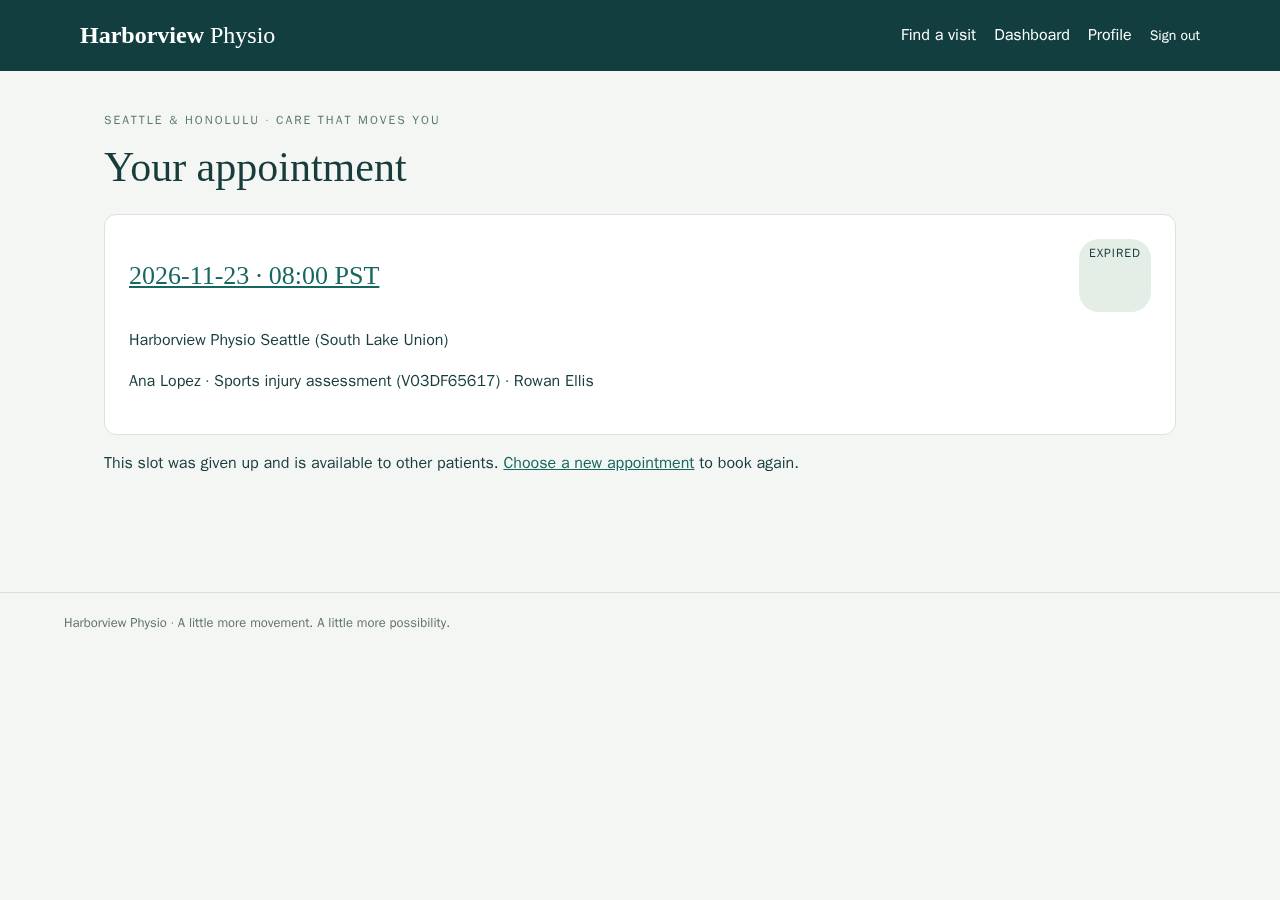 Harborview Physio
Find a visit Dashboard Profile Sign out
SEATTLE & HONOLULU · CARE THAT MOVES YOU
Your appointment
2026-11-23 · 08:00 PST
EXPIRED
Harborview Physio Seattle (South Lake Union)
Ana Lopez · Sports injury assessment (V03DF65617) · Rowan Ellis
This slot was given up and is available to other patients. Choose a new appointment to book again.
Harborview Physio · A little more movement. A little more possibility.